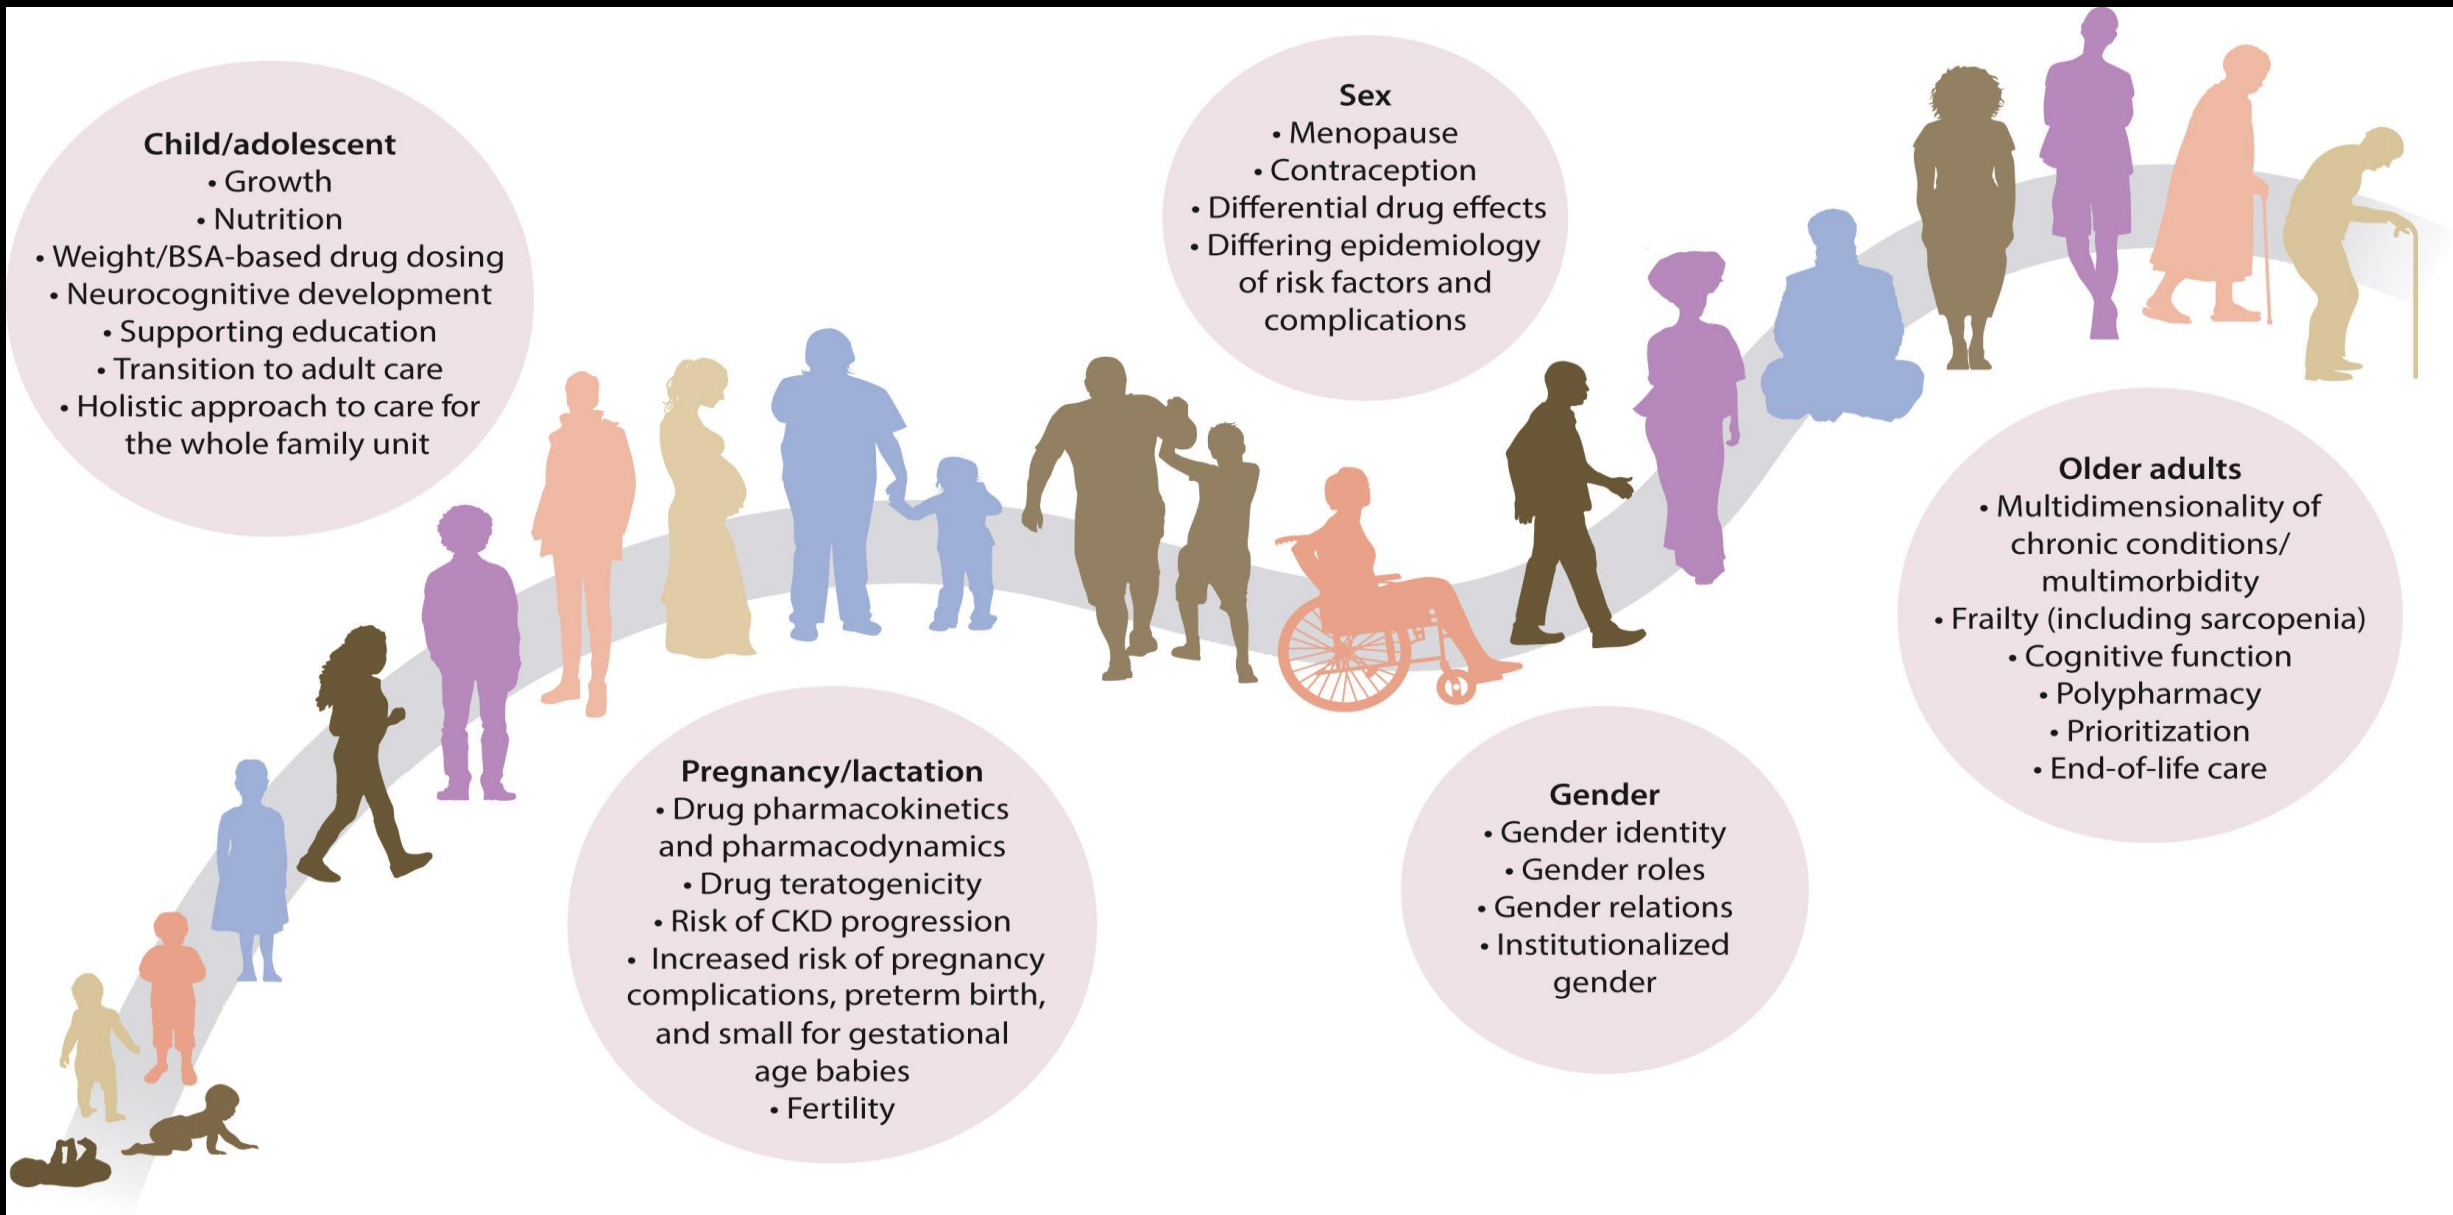 Child/adolescent
• Growth
• Nutrition
• Weight/BSA-based drug dosing
• Neurocognitive development
• Supporting education
• Transition to adult care
• Holistic approach to care for
the whole family unit
Pregnancy/lactation
• Drug pharmacokinetics
and pharmacodynamics
• Drug teratogenicity
• Risk of CKD progression
• Increased risk of pregnancy
complications, preterm birth,
and small for gestational
age babies
• Fertility
Sex
• Menopause
• Contraception
• Differential drug effects
• Differing epidemiology
of risk factors and
complications
Gender
• Gender identity
• Gender roles
• Gender relations
• Institutionalized
gender
Older adults
• Multidimensionality of
chronic conditions/
multimorbidity
• Frailty (including sarcopenia)
• Cognitive function
• Polypharmacy
• Prioritization
• End-of-life care